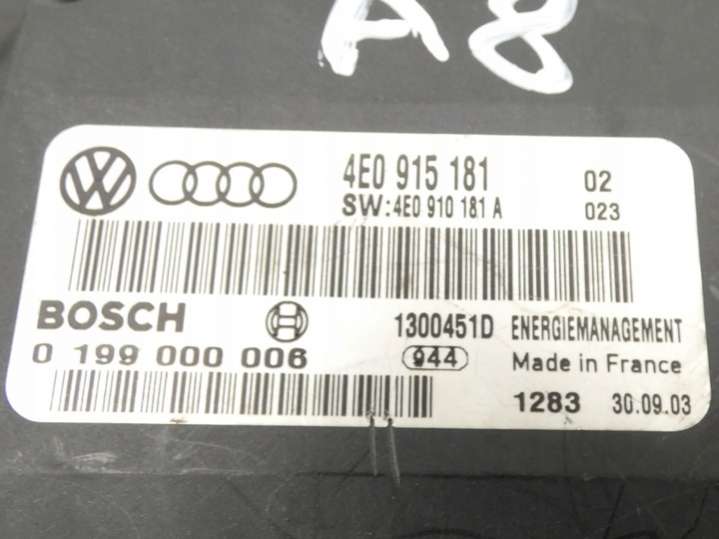 A8
4E0 915 181 02
SW:4E0 910 181 A 023
BOSCH 1300451D ENERGIEMANAGEMENT
0 199 000 006 944 Made in France
1283 30.09.03